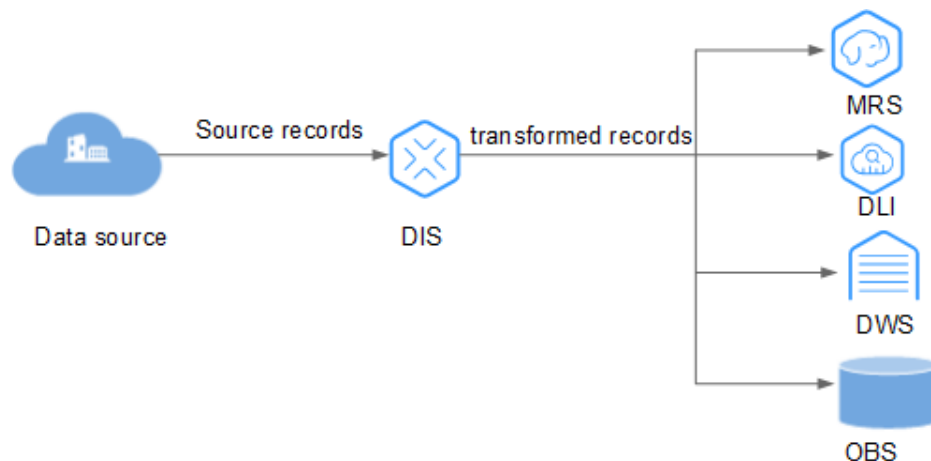 MRS
Source records
transformed records
DLI
Data source
DIS
DWS
OBS